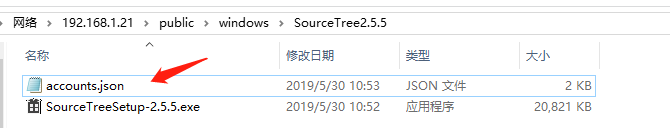 网络 > 192.168.1.21 > public > windows > SourceTree2.5.5
名称 修改日期 类型 大小
accounts.json 2019/5/30 10:53 JSON 文件 2 KB
SourceTreeSetup-2.5.5.exe 2019/5/30 10:52 应用程序 20,821 KB